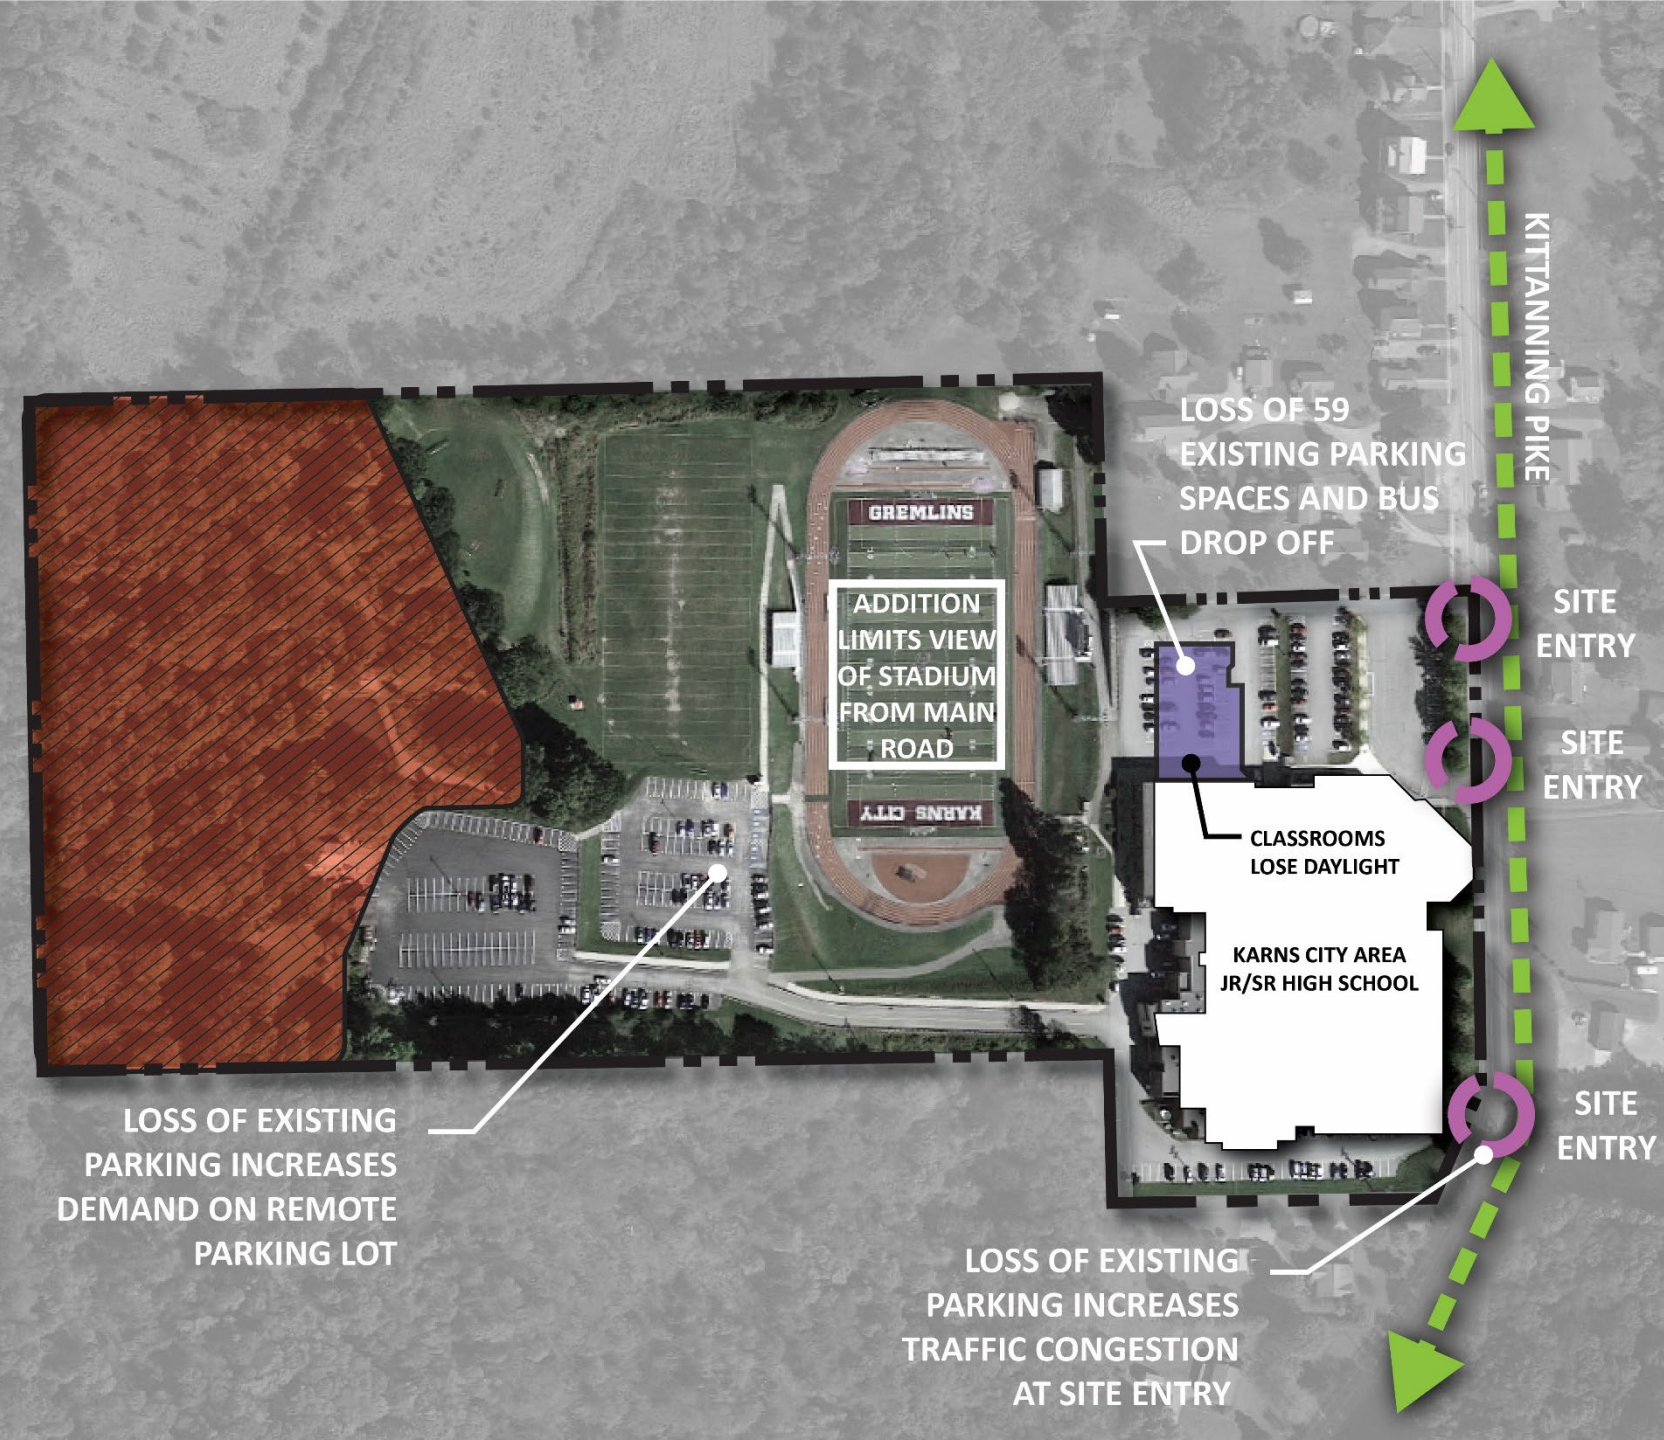 KITTANNING PIKE
LOSS OF 59
EXISTING PARKING
SPACES AND BUS
DROP OFF
GREMLINS
ADDITION
LIMITS VIEW
OF STADIUM
FROM MAIN
ROAD
KARNS CITY
SITE
ENTRY
SITE
ENTRY
CLASSROOMS
LOSE DAYLIGHT
KARNS CITY AREA
JR/SR HIGH SCHOOL
SITE
ENTRY
LOSS OF EXISTING
PARKING INCREASES
DEMAND ON REMOTE
PARKING LOT
LOSS OF EXISTING
PARKING INCREASES
TRAFFIC CONGESTION
AT SITE ENTRY